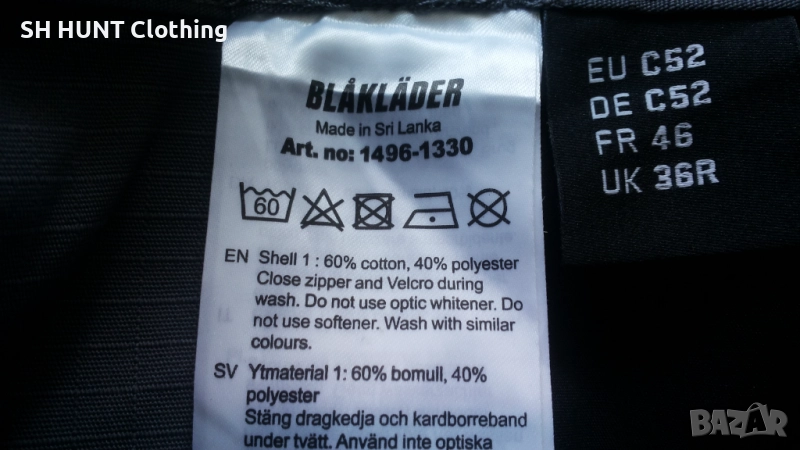 SH HUNT Clothing
BLÅKLÄDER
Made in Sri Lanka
Art. no: 1496-1330
60
EN Shell 1 : 60% cotton, 40% polyester
Close zipper and Velcro during
wash. Do not use optic whitener. Do
not use softener. Wash with similar
colours.
SV Ytmaterial 1: 60% bomull, 40%
polyester
Stäng dragkedja och kardborreband
under tvätt. Använd inte optiska
EU C52
DE C52
FR 46
UK 36R
BAZAR